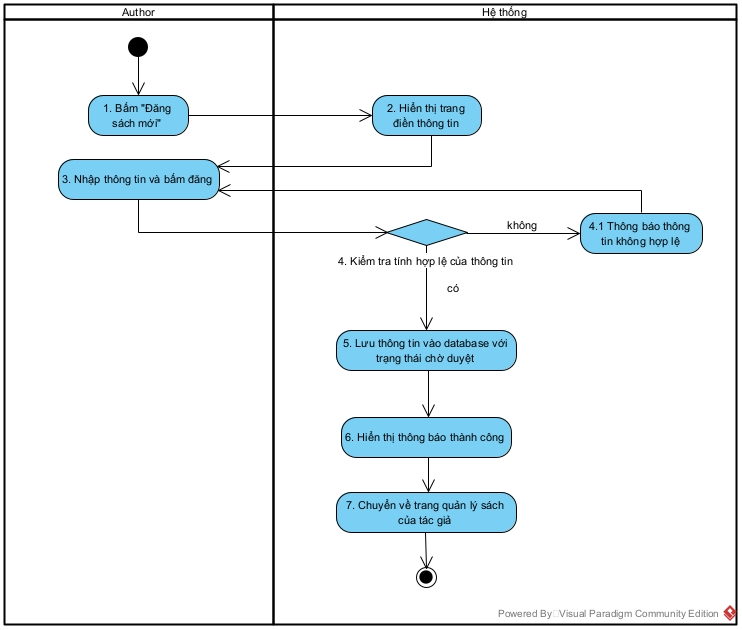 Author
Hệ thống
1. Bấm "Đăng
sách mới"
2. Hiển thị trang
điền thông tin
3. Nhập thông tin và bấm đăng
không
4.1 Thông báo thông
tin không hợp lệ
4. Kiểm tra tính hợp lệ của thông tin
có
5. Lưu thông tin vào database với
trạng thái chờ duyệt
6. Hiển thị thông báo thành công
7. Chuyển về trang quản lý sách
của tác giả
Powered By Visual Paradigm Community Edition